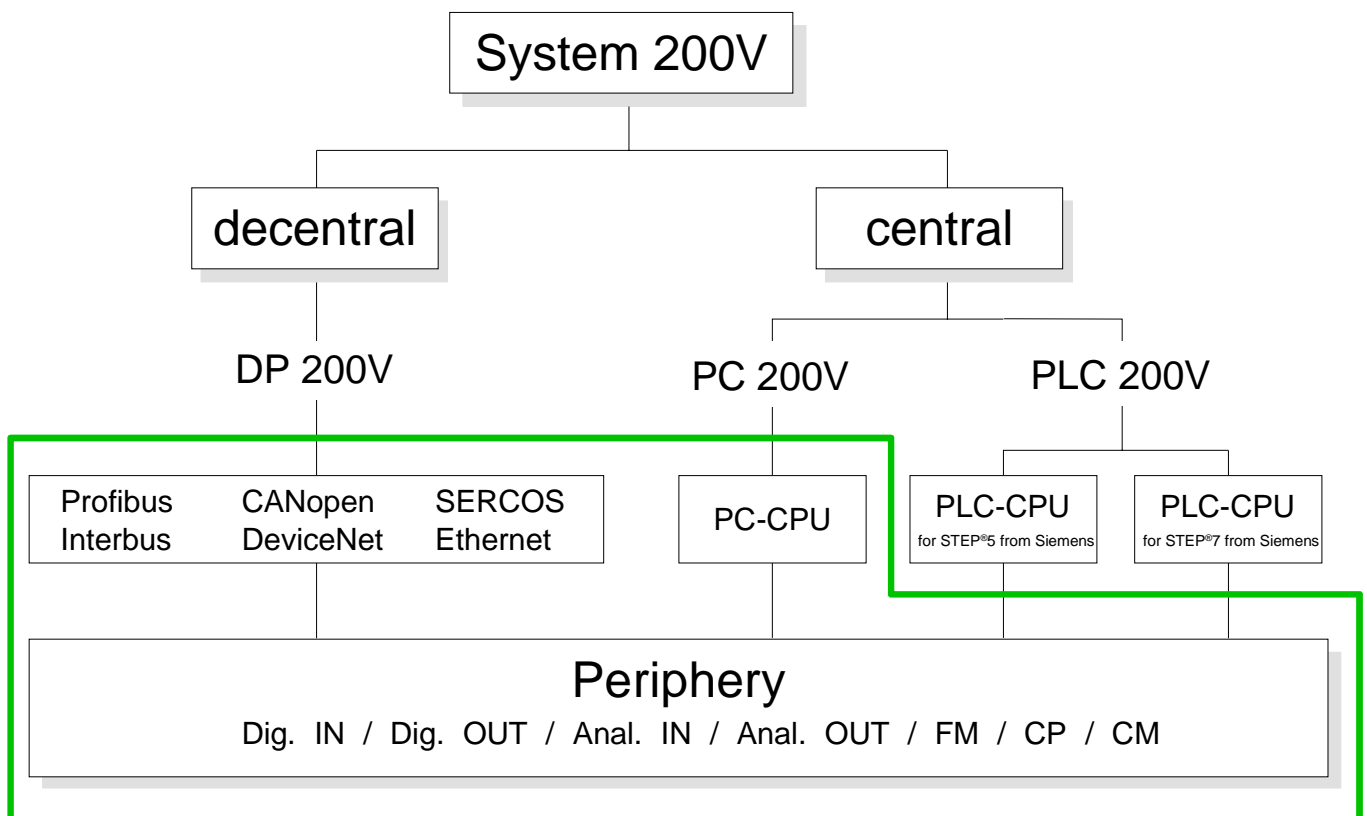 System 200V
decentral
central
DP 200V
PC 200V
PLC 200V
Profibus CANopen SERCOS
Interbus DeviceNet Ethernet
PC-CPU
PLC-CPU
for STEP®5 from Siemens
PLC-CPU
for STEP®7 from Siemens
Periphery
Dig. IN / Dig. OUT / Anal. IN / Anal. OUT / FM / CP / CM